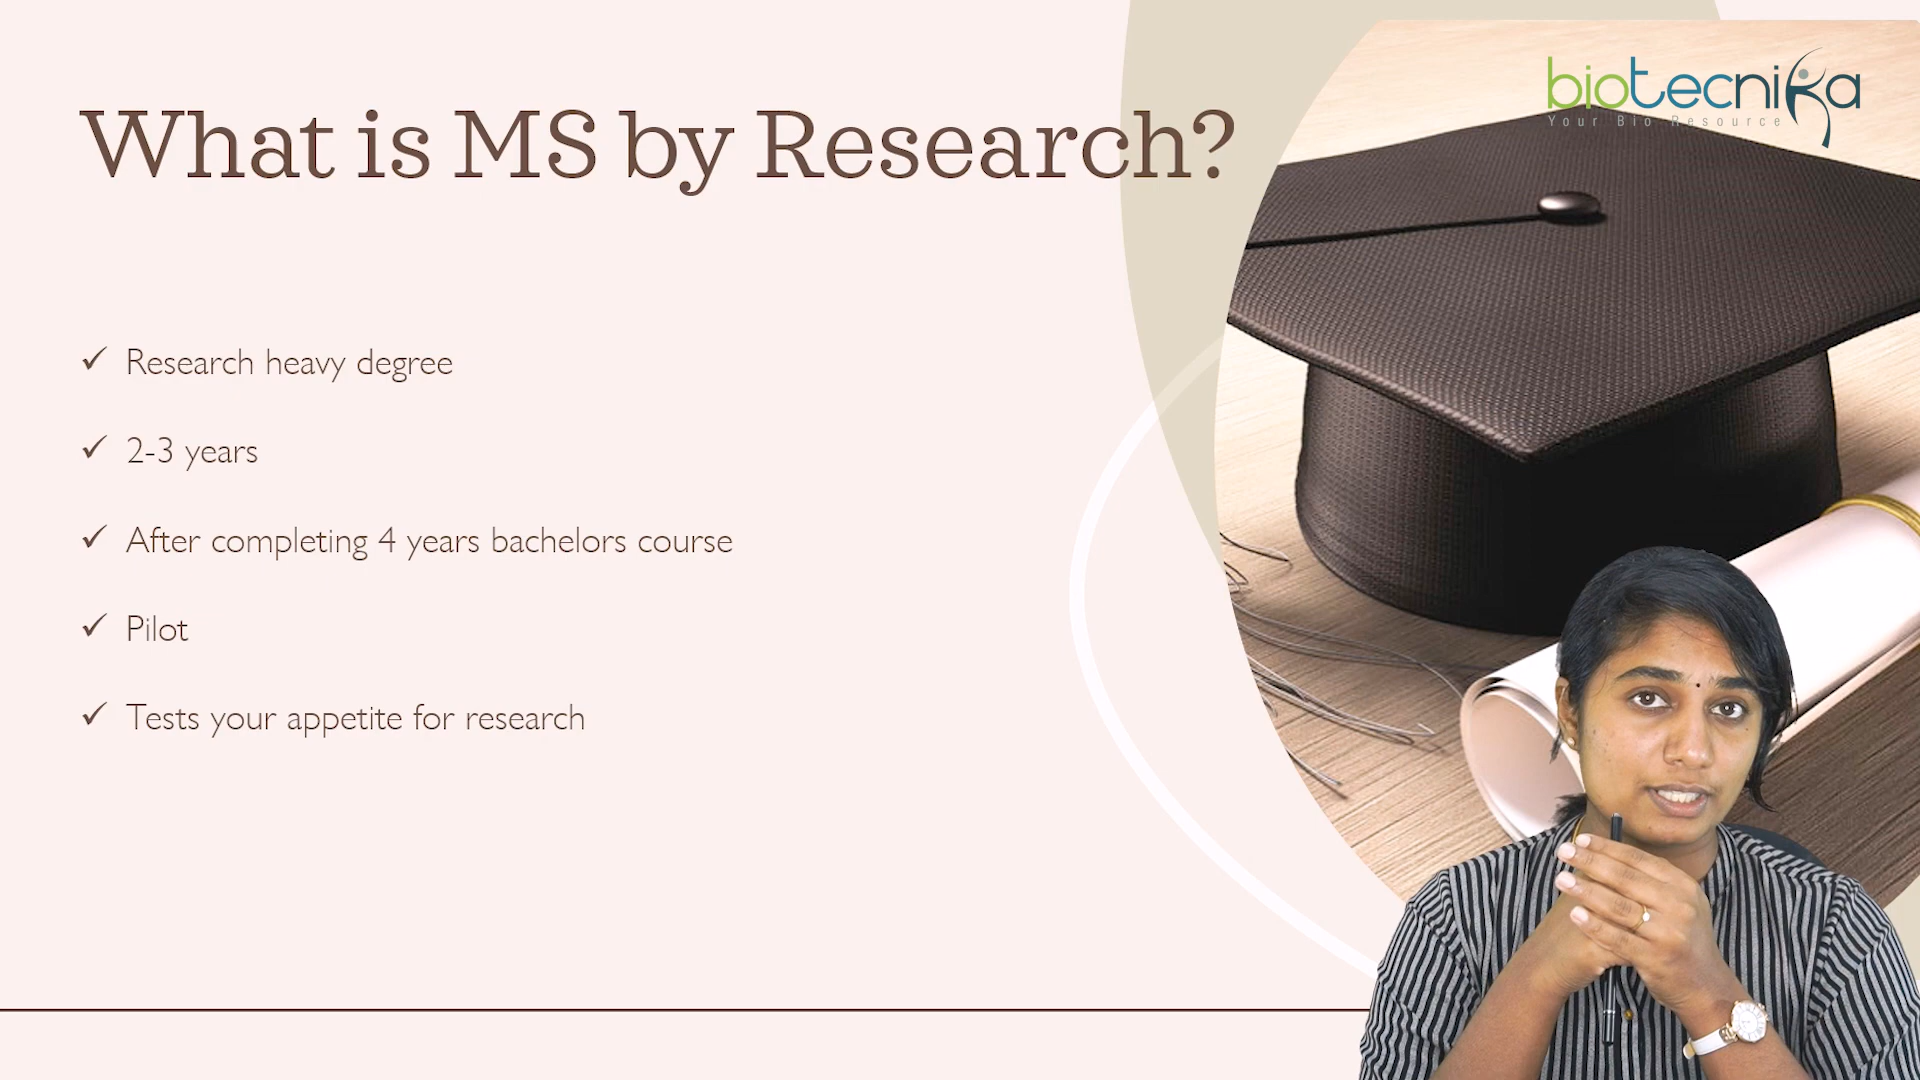 biotecnika
Your Bio Resource
What is MS by Research?
✓ Research heavy degree
✓ 2-3 years
✓ After completing 4 years bachelors course
✓ Pilot
✓ Tests your appetite for research